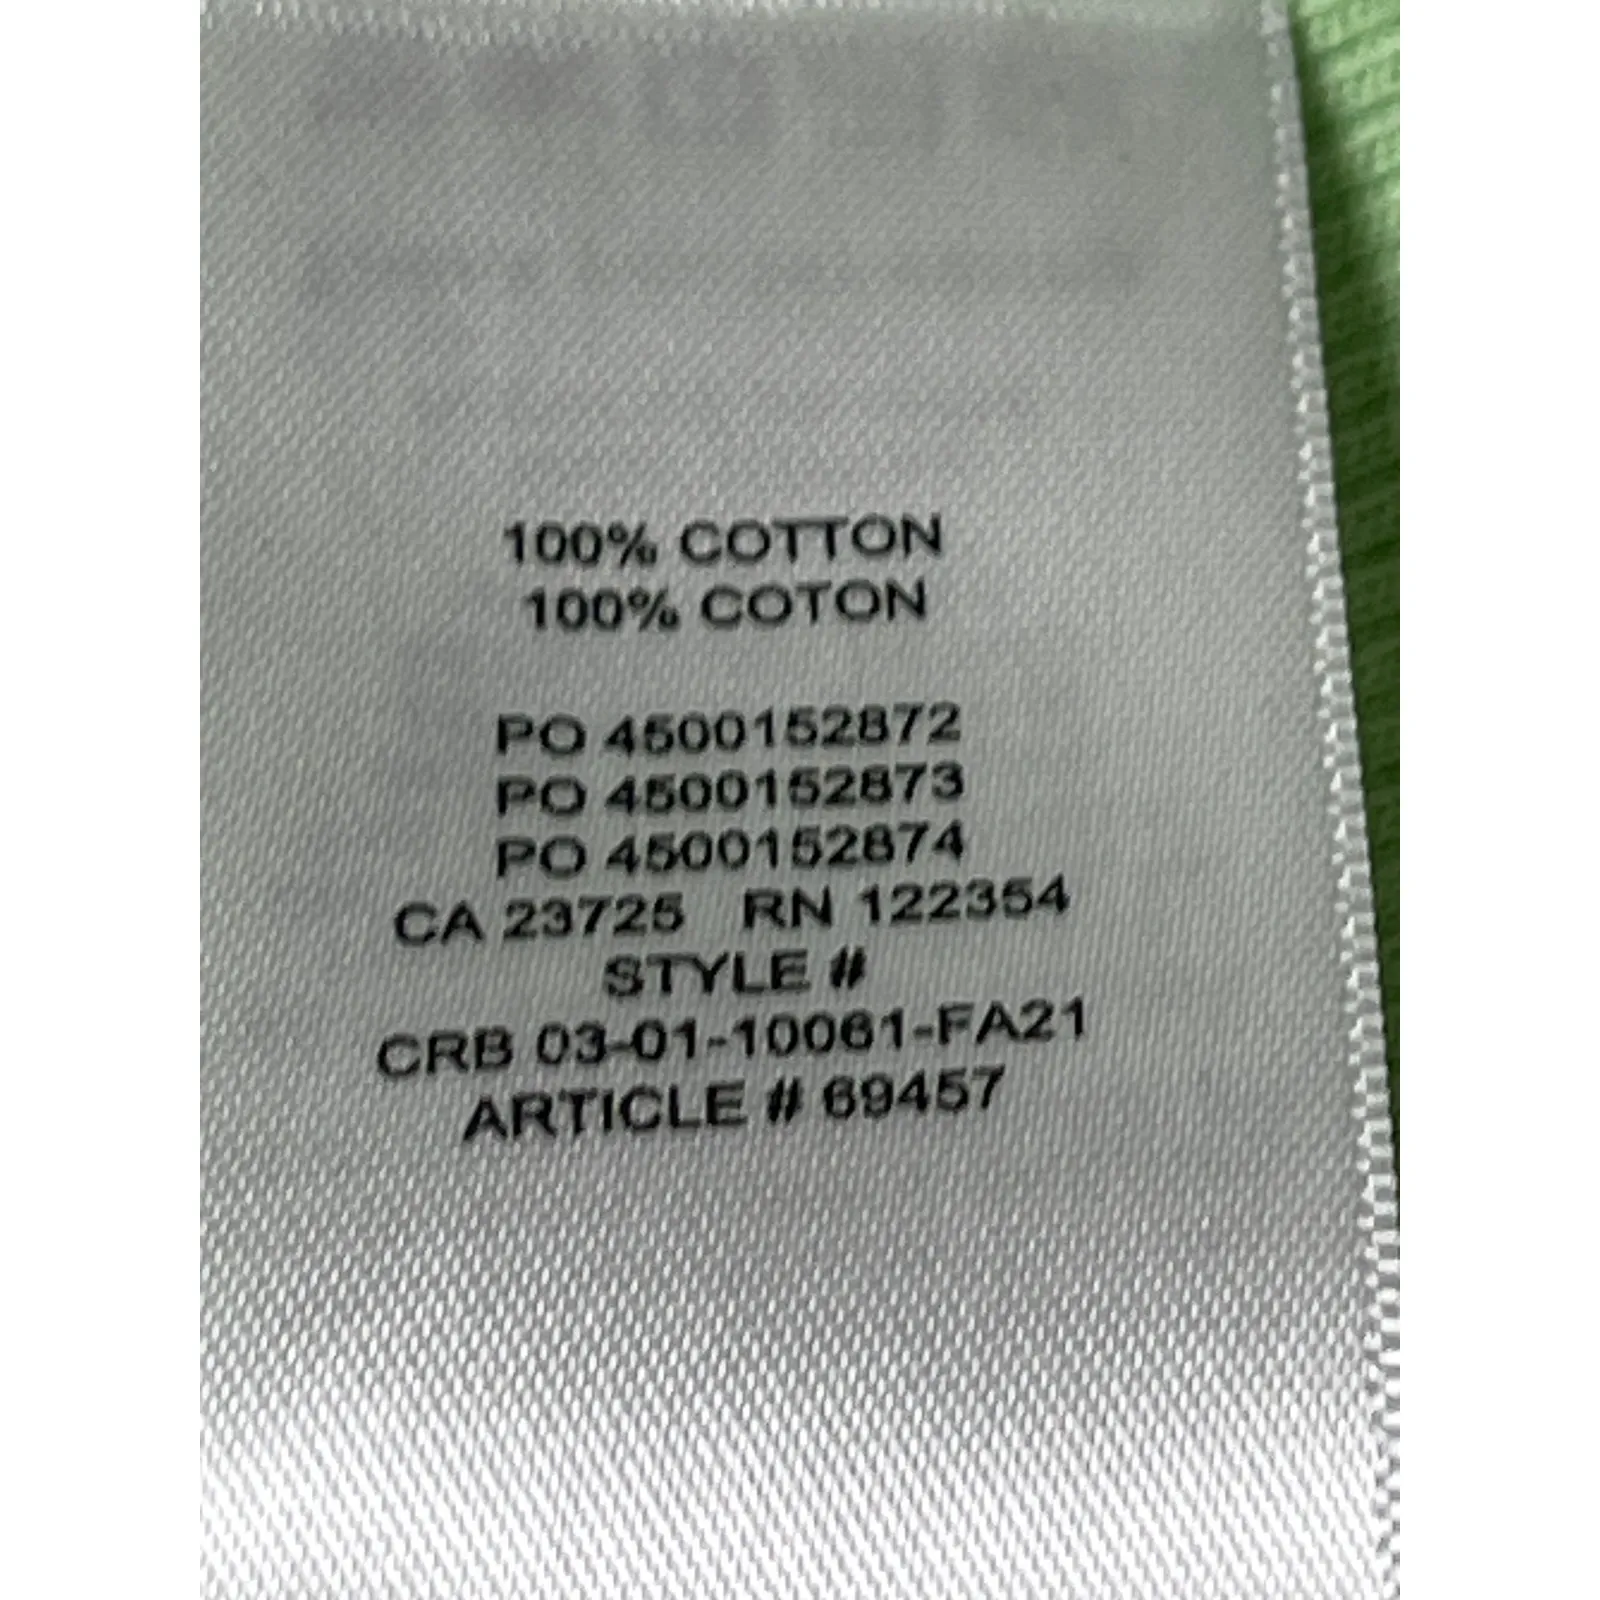 100% COTTON
100% COTON
PO 4500152872
PO 4500152873
PO 4500152874
CA 23725 RN 122354
STYLE #
CRB 03-01-10061-FA21
ARTICLE # 69457